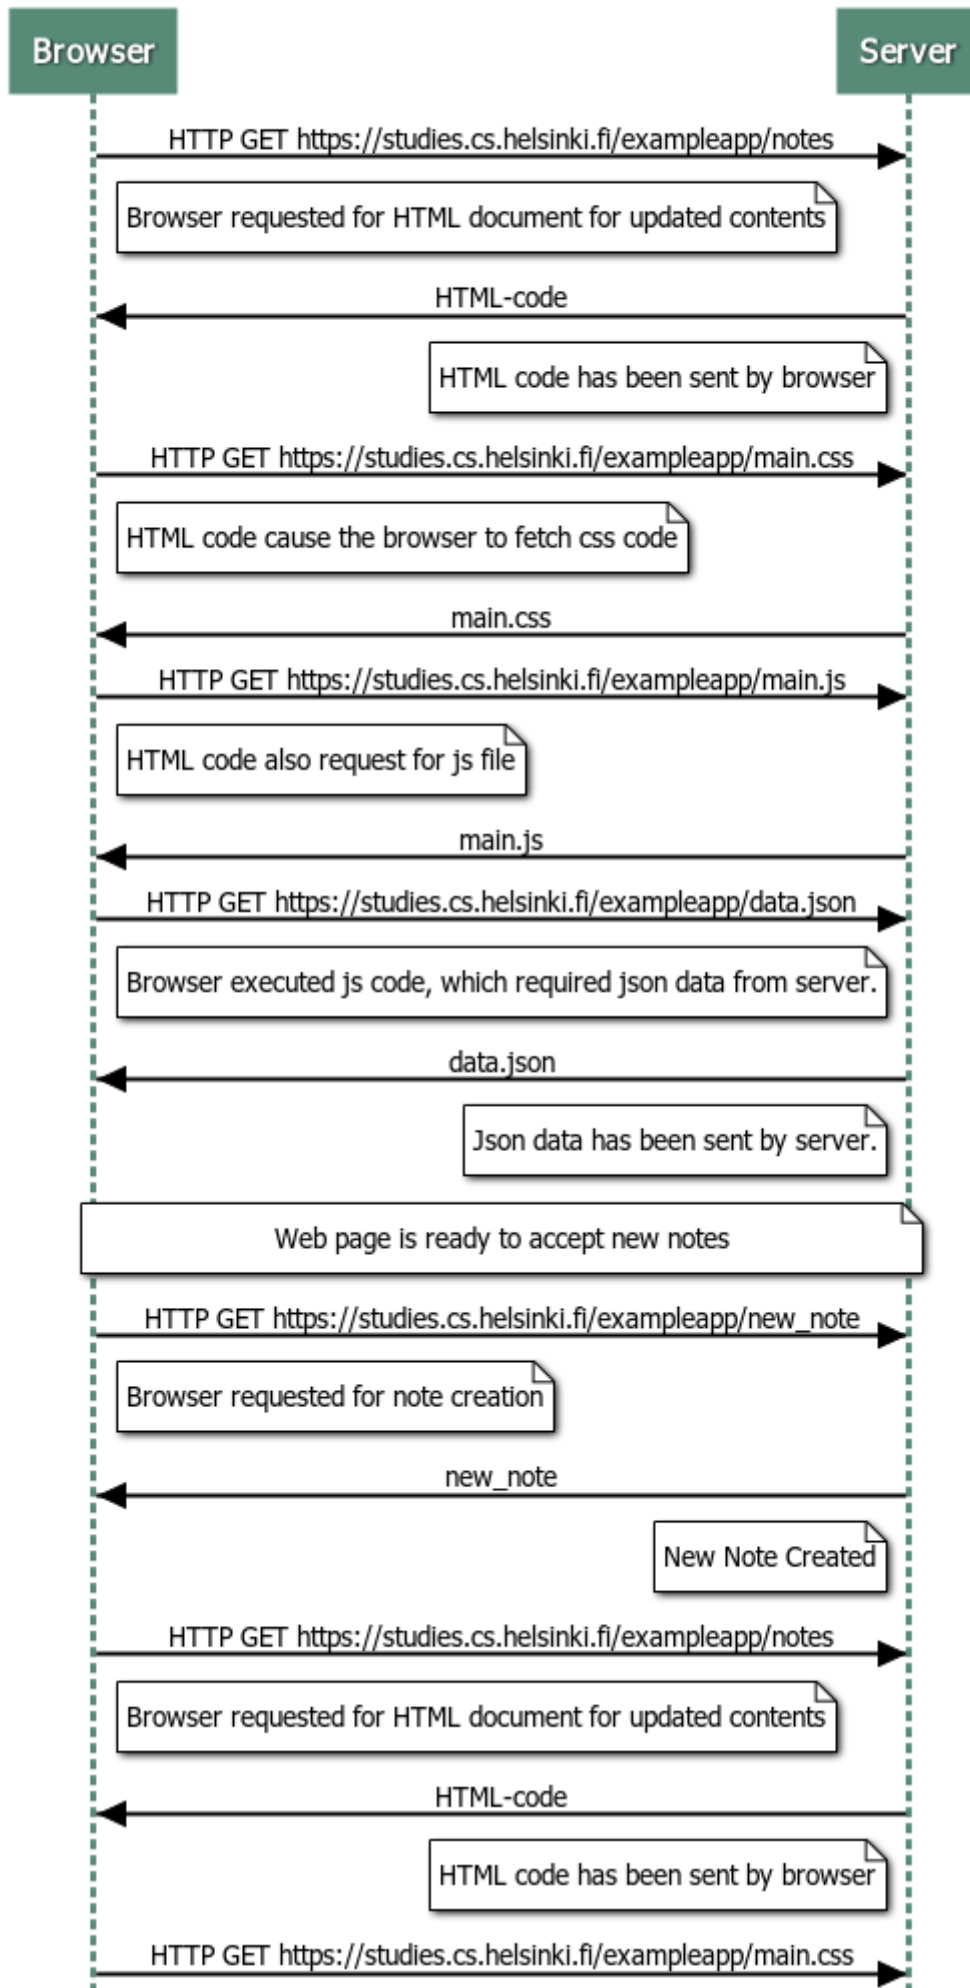 Browser
Server
HTTP GET https://studies.cs.helsinki.fi/exampleapp/notes
Browser requested for HTML document for updated contents
HTML-code
HTML code has been sent by browser
HTTP GET https://studies.cs.helsinki.fi/exampleapp/main.css
HTML code cause the browser to fetch css code
main.css
HTTP GET https://studies.cs.helsinki.fi/exampleapp/main.js
HTML code also request for js file
main.js
HTTP GET https://studies.cs.helsinki.fi/exampleapp/data.json
Browser executed js code, which required json data from server.
data.json
Json data has been sent by server.
Web page is ready to accept new notes
HTTP GET https://studies.cs.helsinki.fi/exampleapp/new_note
Browser requested for note creation
new_note
New Note Created
HTTP GET https://studies.cs.helsinki.fi/exampleapp/notes
Browser requested for HTML document for updated contents
HTML-code
HTML code has been sent by browser
HTTP GET https://studies.cs.helsinki.fi/exampleapp/main.css